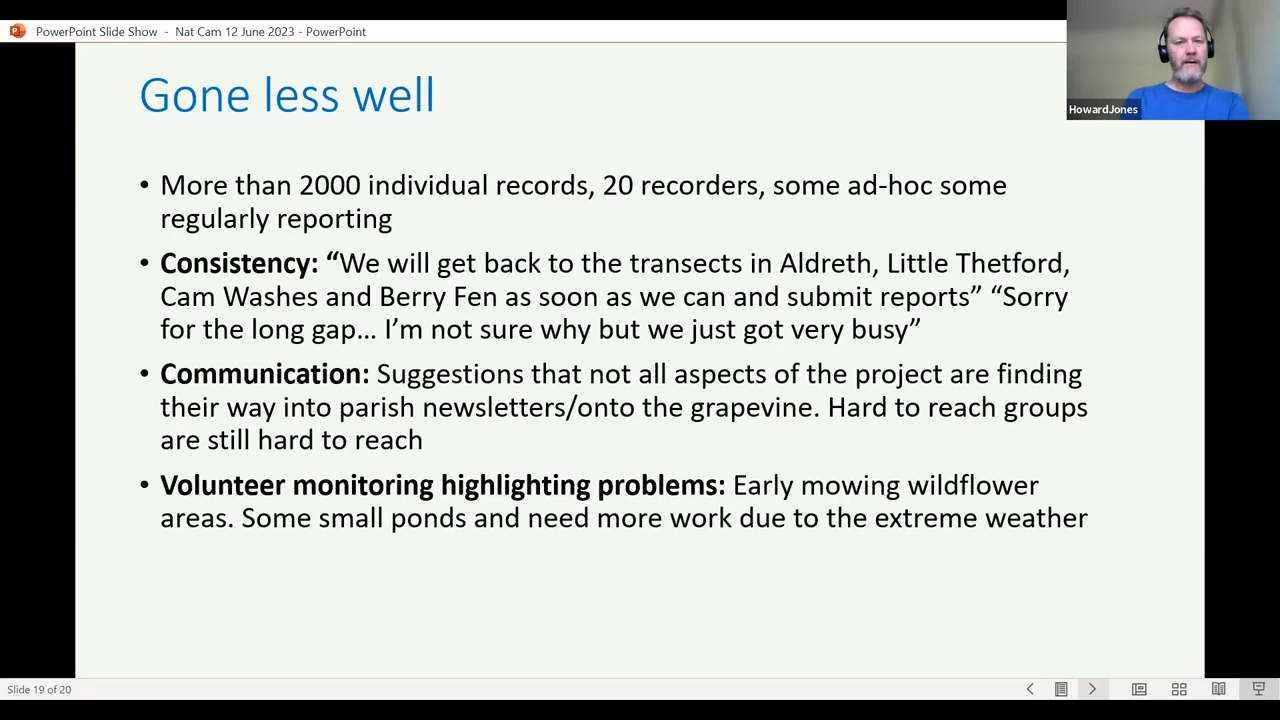 PowerPoint Slide Show - Nat Cam 12 June 2023 - PowerPoint
HowardJones
Gone less well
• More than 2000 individual records, 20 recorders, some ad-hoc some
regularly reporting
• Consistency: “We will get back to the transects in Aldreth, Little Thetford,
Cam Washes and Berry Fen as soon as we can and submit reports” “Sorry
for the long gap… I’m not sure why but we just got very busy”
• Communication: Suggestions that not all aspects of the project are finding
their way into parish newsletters/onto the grapevine. Hard to reach groups
are still hard to reach
• Volunteer monitoring highlighting problems: Early mowing wildflower
areas. Some small ponds and need more work due to the extreme weather
Slide 19 of 20